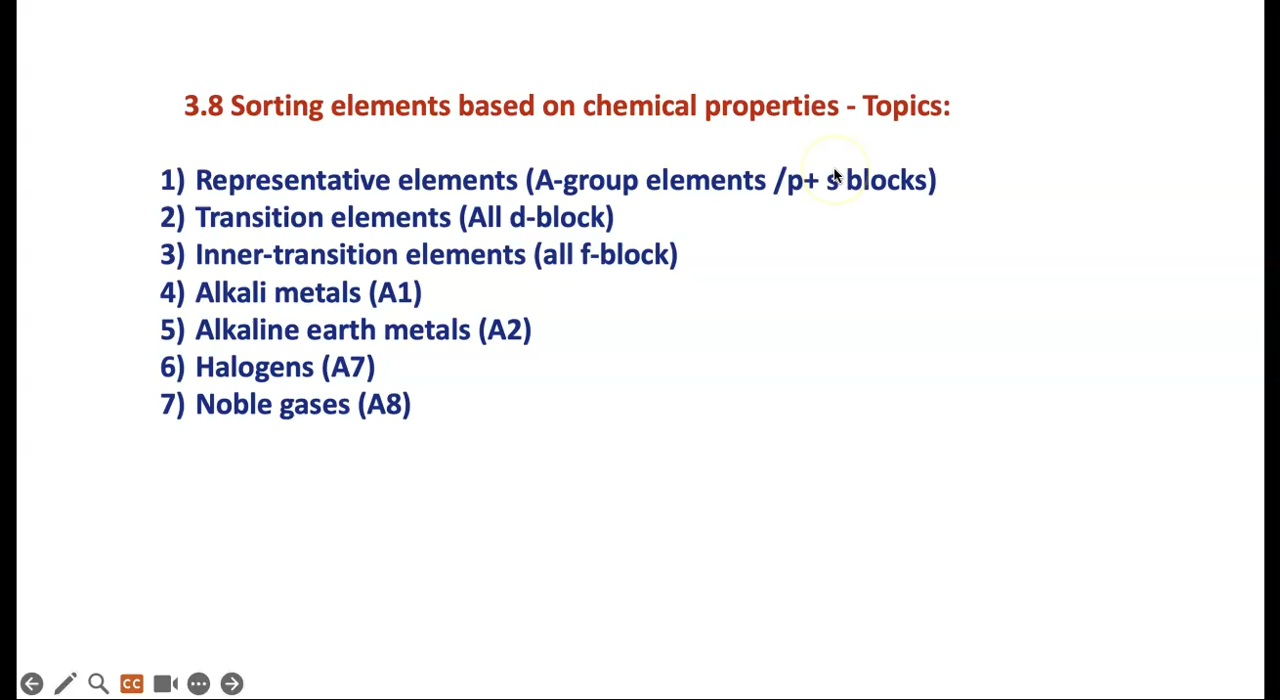 3.8 Sorting elements based on chemical properties - Topics:
1) Representative elements (A-group elements /p+ s blocks)
2) Transition elements (All d-block)
3) Inner-transition elements (all f-block)
4) Alkali metals (A1)
5) Alkaline earth metals (A2)
6) Halogens (A7)
7) Noble gases (A8)
CC